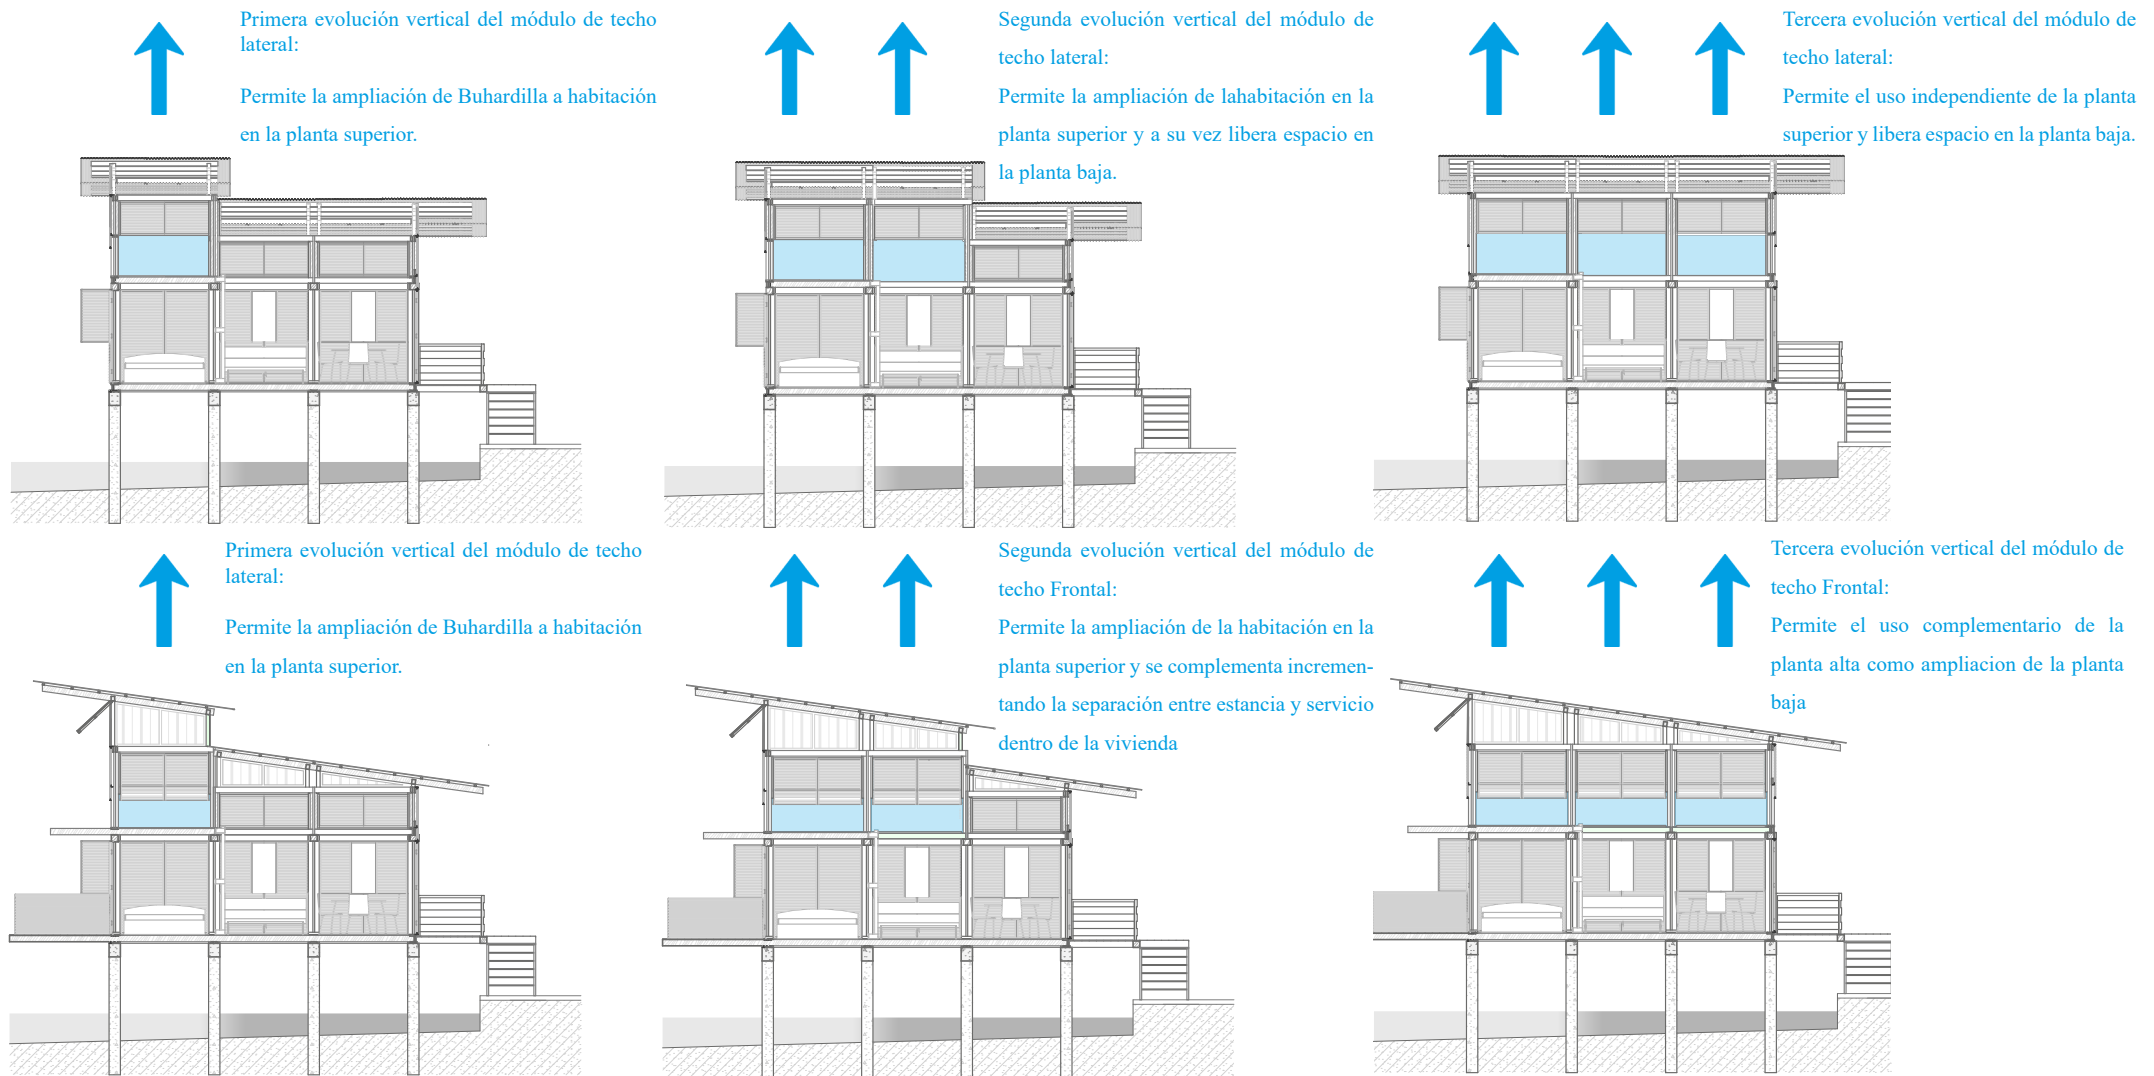 Primera evolución vertical del módulo de techo
lateral:
Permite la ampliación de Buhardilla a habitación
en la planta superior.
Segunda evolución vertical del módulo de
techo lateral:
Permite la ampliación de lahabitación en la
planta superior y a su vez libera espacio en
la planta baja.
Tercera evolución vertical del módulo de
techo lateral:
Permite el uso independiente de la planta
superior y libera espacio en la planta baja.
Primera evolución vertical del módulo de techo
lateral:
Permite la ampliación de Buhardilla a habitación
en la planta superior.
Segunda evolución vertical del módulo de
techo Frontal:
Permite la ampliación de la habitación en la
planta superior y se complementa incremen-
tando la separación entre estancia y servicio
dentro de la vivienda
Tercera evolución vertical del módulo de
techo Frontal:
Permite el uso complementario de la
planta alta como ampliacion de la planta
baja